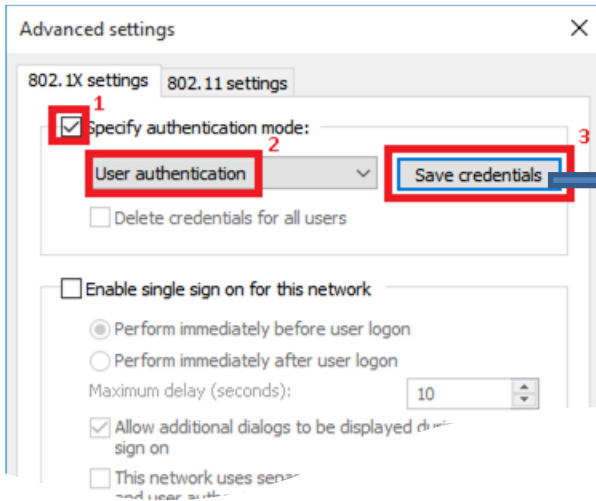 Advanced settings
802.1X settings
802.11 settings
1
Specify authentication mode:
2
3
User authentication
Save credentials
Delete credentials for all users
Enable single sign on for this network
Perform immediately before user logon
Perform immediately after user logon
Maximum delay (seconds):
10
Allow additional dialogs to be displayed
sign on
This network uses
and user